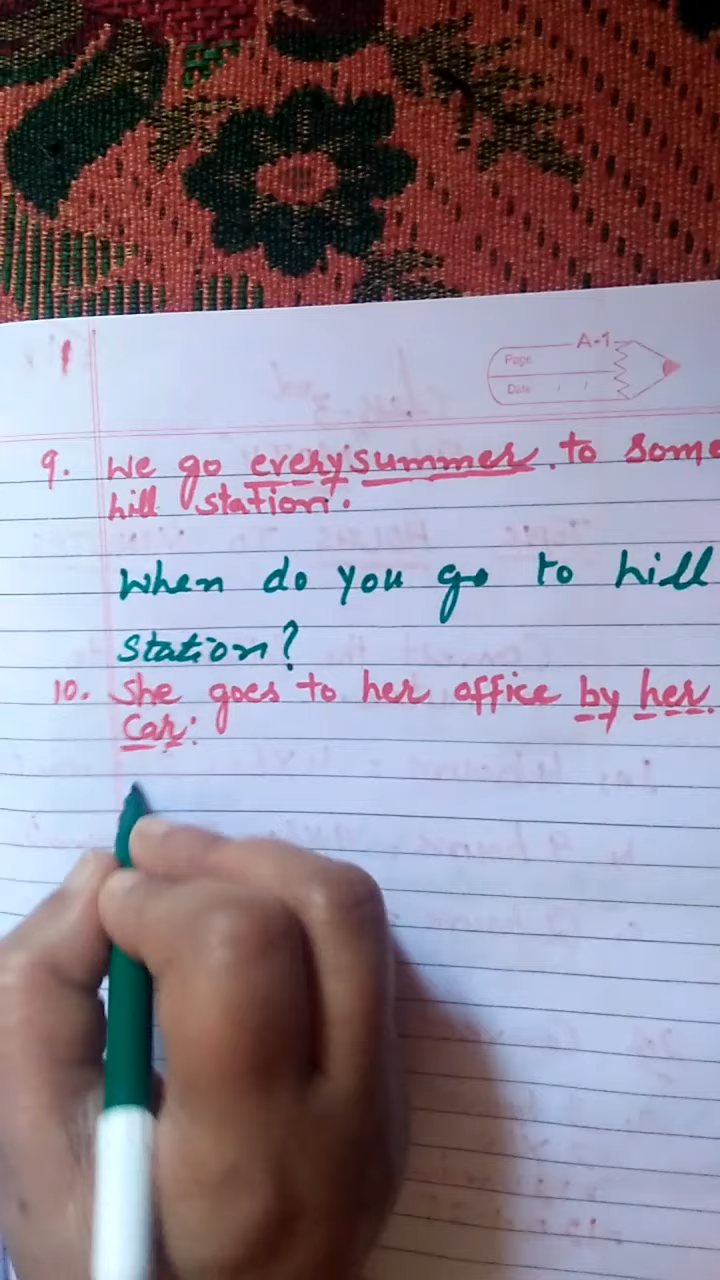 A-1
Page
Date / /
9. We go every summer. to some
hill station.
When do you go to hill
station?
10. She goes to her office by her.
Car.